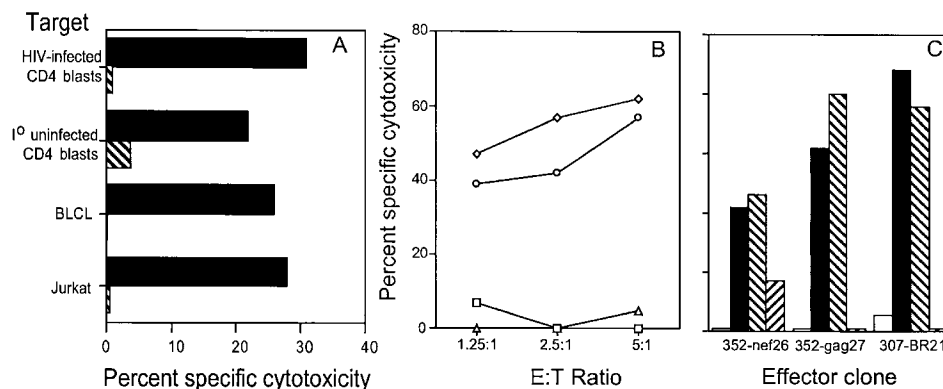 Target
A
HIV-infected
CD4 blasts
I° uninfected
CD4 blasts
BLCL
Jurkat
0 10 20 30 40
Percent specific cytotoxicity
B
Percent specific cytotoxicity
80
60
40
20
0
1.25:1 2.5:1 5:1
E:T Ratio
C
352-nef26 352-gag27 307-BR21
Effector clone